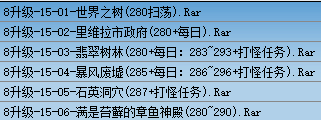 8升级-15-01-世界之树(280扫荡).Rar
8升级-15-02-里维拉市政府(280+每日).Rar
8升级-15-03-翡翠树林(280+每日：283~293+打怪任务).Rar
8升级-15-04-暴风废墟(285+每日：286~296+打怪任务).Rar
8升级-15-05-石英洞穴(287+打怪任务).Rar
8升级-15-06-满是苔藓的章鱼神殿(280~290).Rar